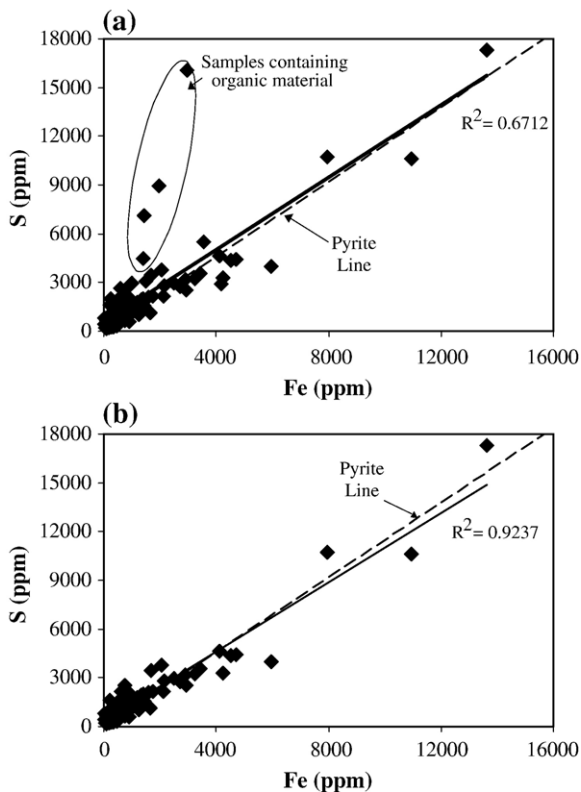 (a)
18000
15000
12000
9000
6000
3000
0
S (ppm)
Samples containing
organic material
R2= 0.6712
Pyrite
Line
0
4000
8000
12000
16000
Fe (ppm)
(b)
18000
15000
12000
9000
6000
3000
0
S (ppm)
Pyrite
Line
R2= 0.9237
0
4000
8000
12000
16000
Fe (ppm)